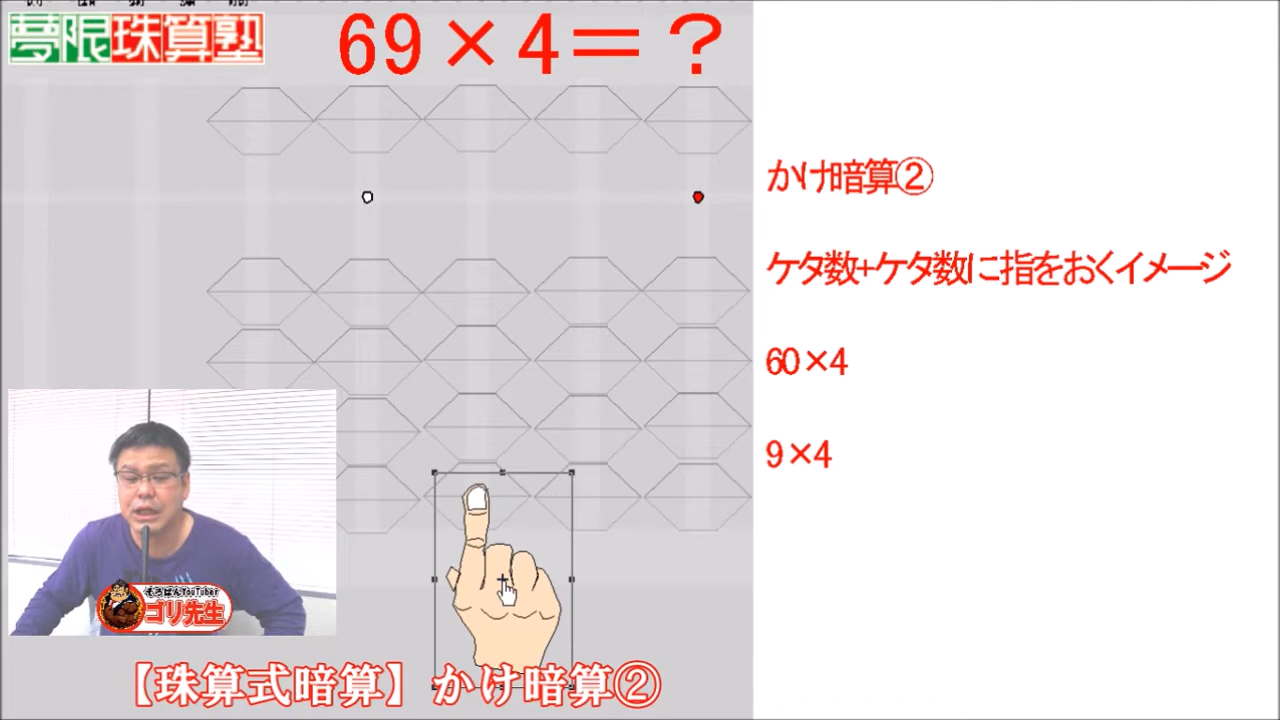 夢限珠算塾
69×4＝？
かけ暗算②
ケタ数+ケタ数に指をおくイメージ
60×4
9×4
そろばんYouTuber
ゴリ先生
【珠算式暗算】かけ暗算②